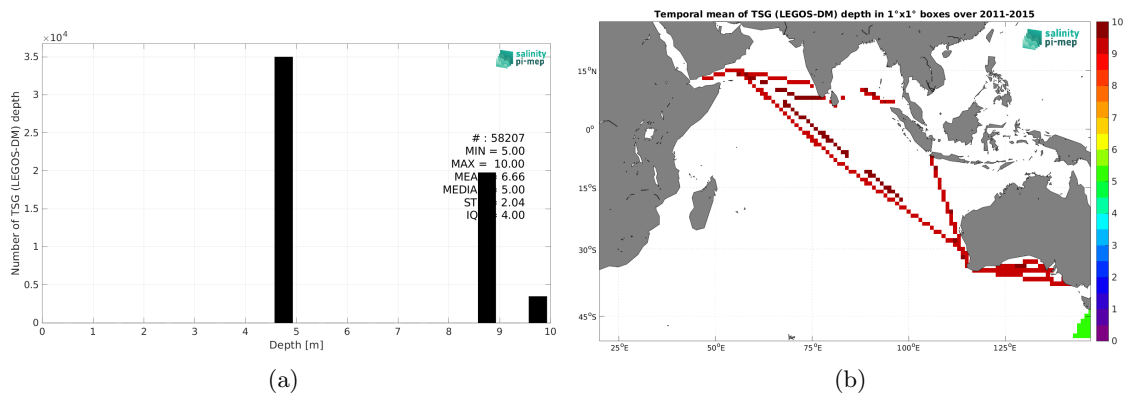 ×10⁴
3.5
3
2.5
2
1.5
1
0.5
0
0 1 2 3 4 5 6 7 8 9 10
Number of TSG (LEGOS-DM) depth
Depth [m]
salinity
pi-mep
# : 58207
MIN = 5.00
MAX = 10.00
MEA = 6.66
MEDIA = 5.00
ST = 2.04
IQ = 4.00
(a)
Temporal mean of TSG (LEGOS-DM) depth in 1°x1° boxes over 2011-2015
salinity
pi-mep
15°N
0°
15°S
30°S
45°S
25°E 50°E 75°E 100°E 125°E
10
9
8
7
6
5
4
3
2
1
0
(b)